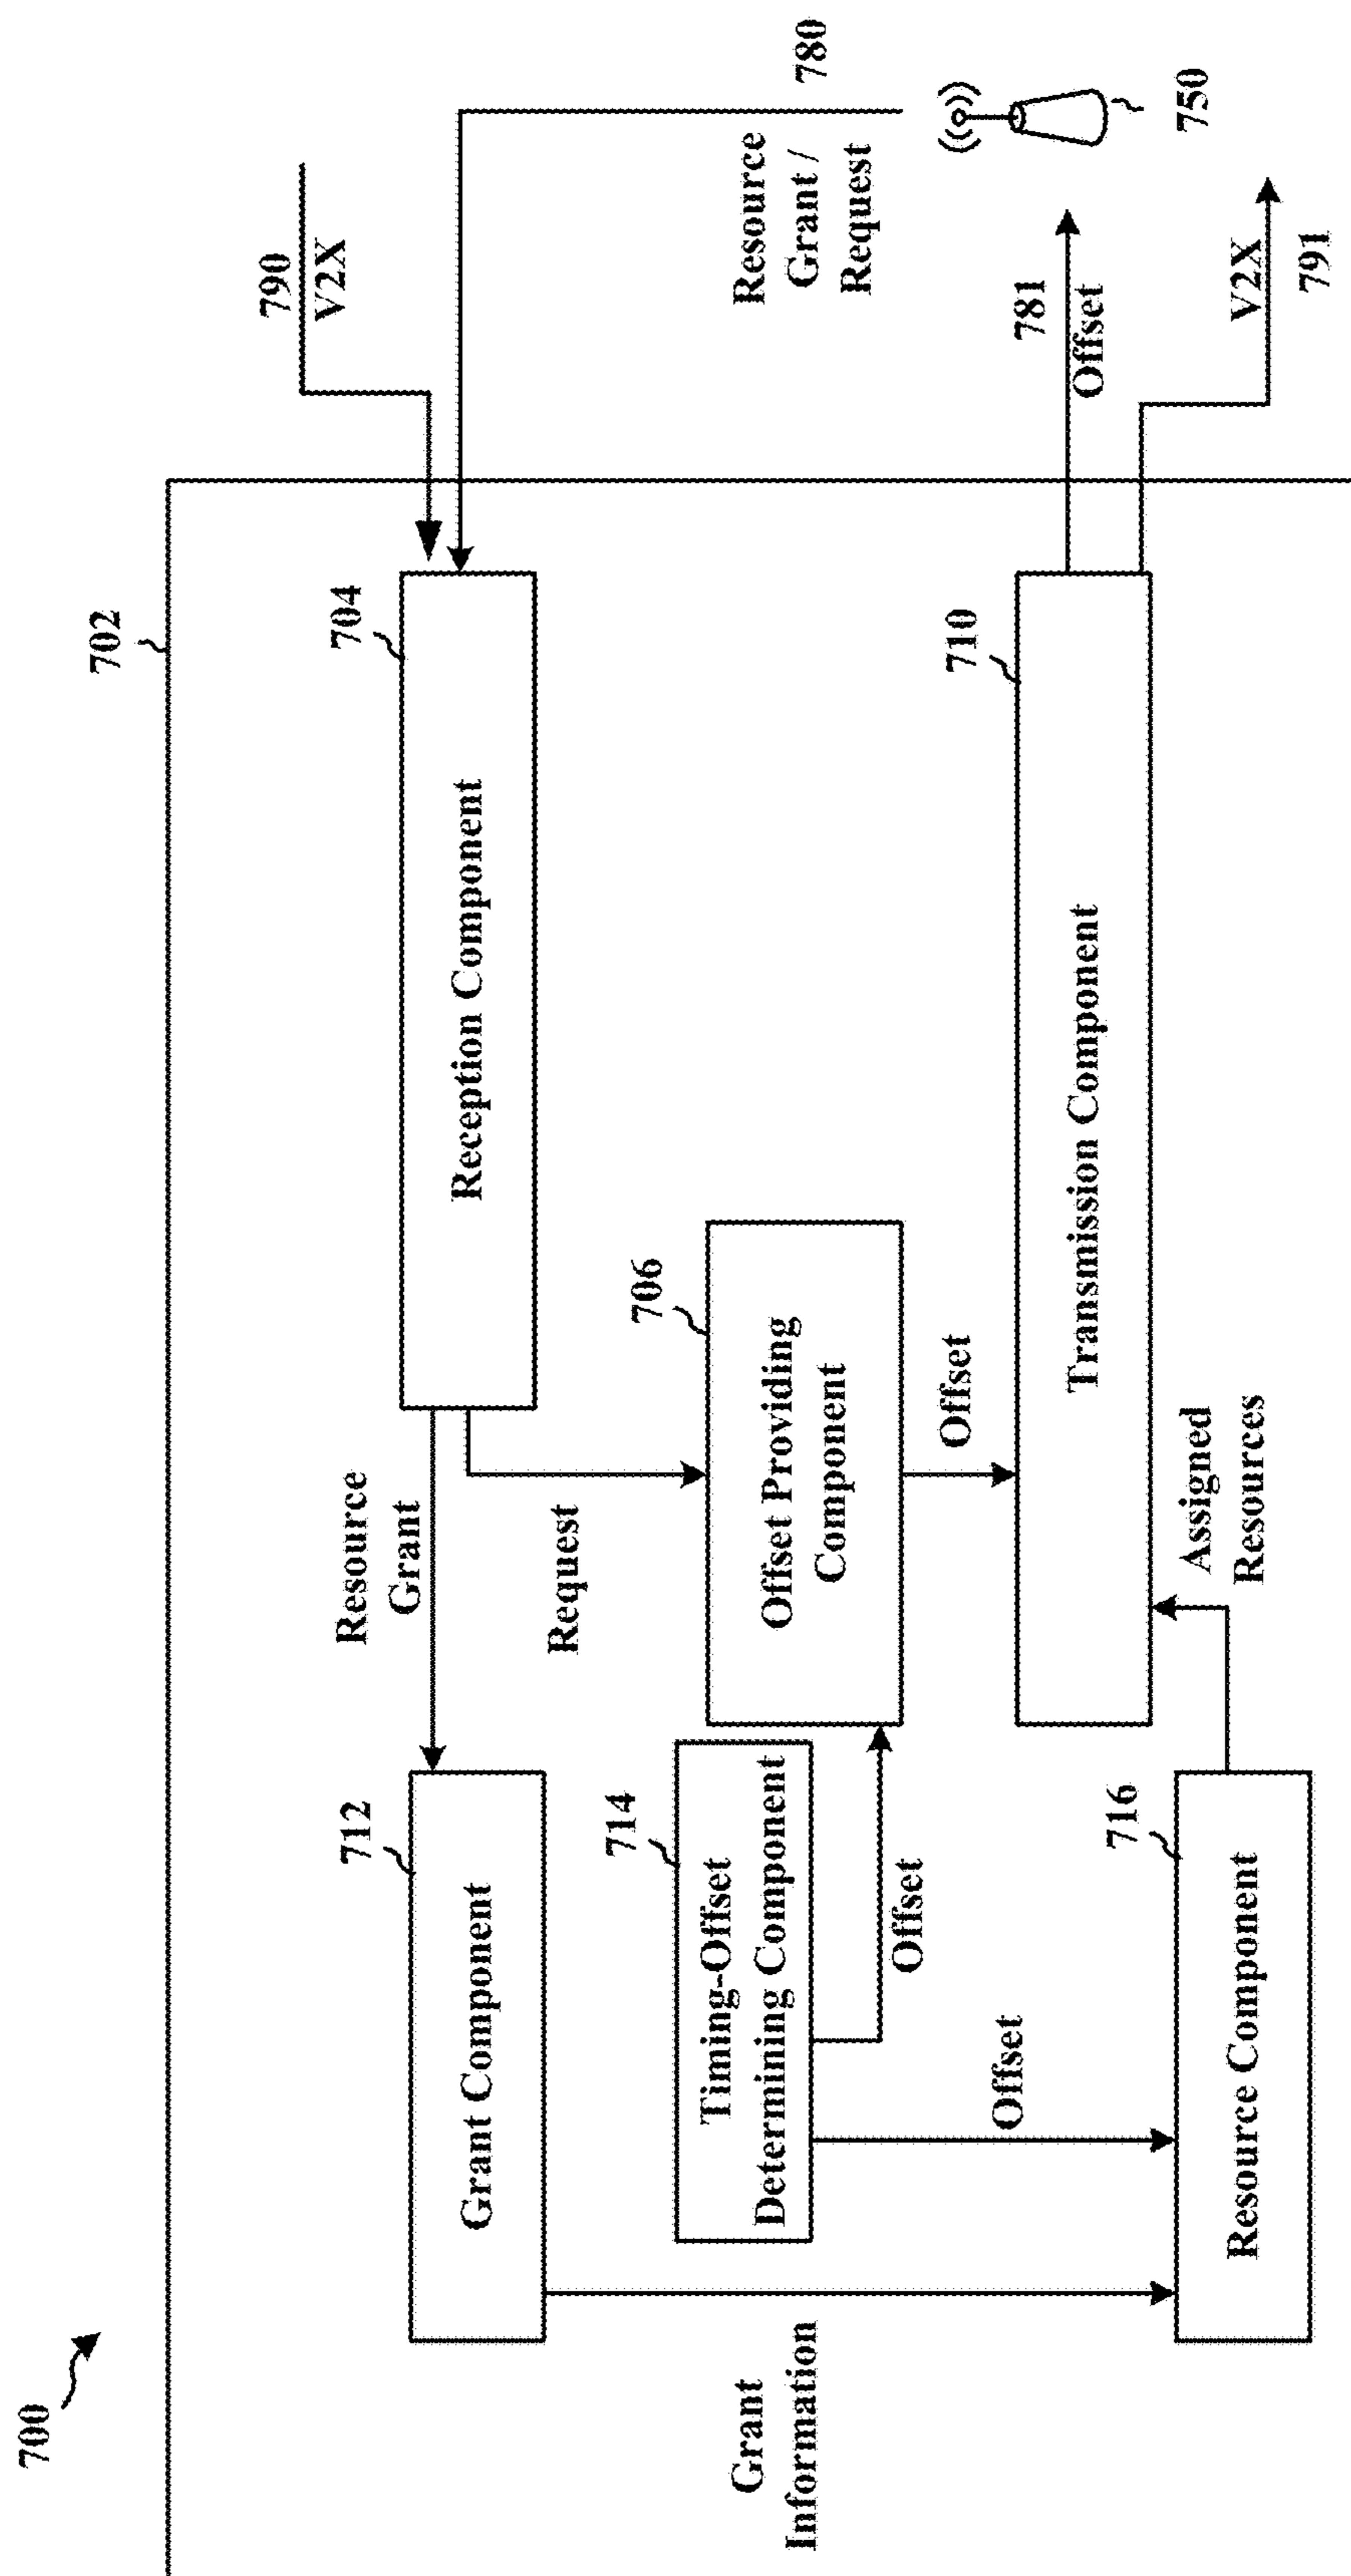 700
702
790
V2X
780
Resource
Grant /
Request
750
704
Reception Component
Resource
Grant
Request
712
Grant Component
706
Offset Providing
Component
714
Timing-Offset
Determining Component
Offset
Offset
Offset
Grant
Information
710
Transmission Component
781
Offset
V2X
791
Assigned
Resources
716
Resource Component